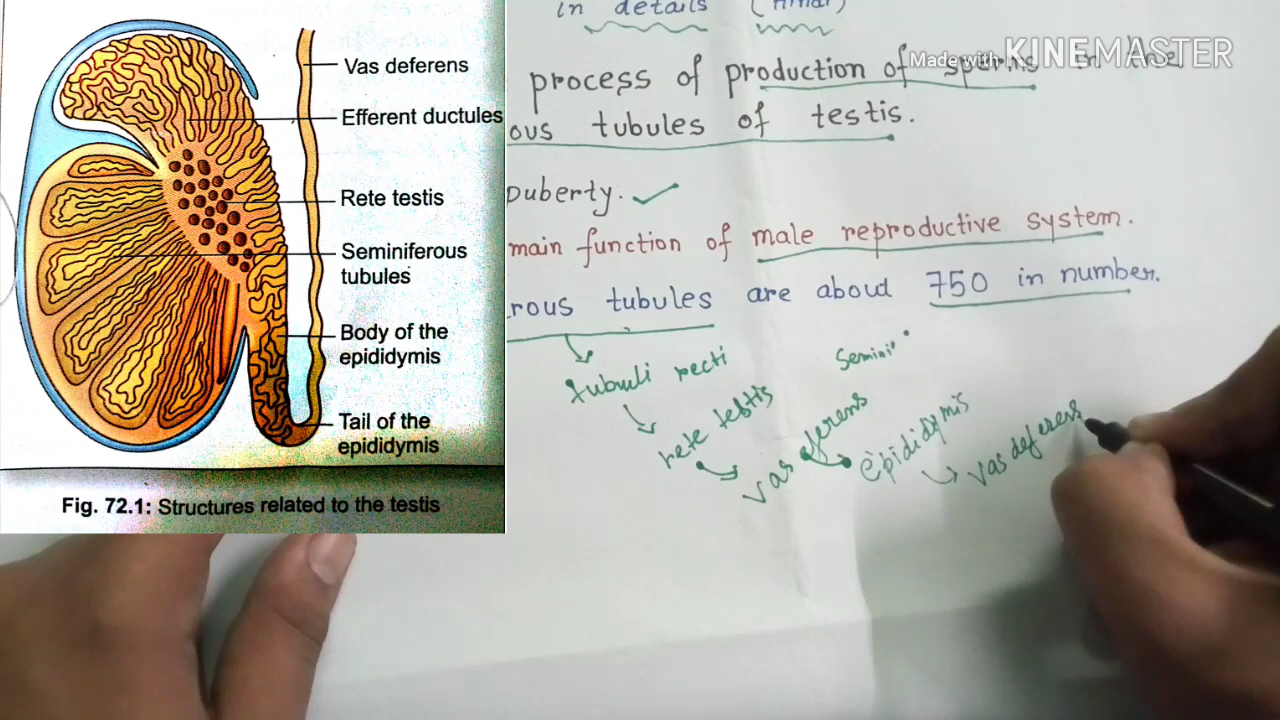 Vas deferens
Efferent ductules
Rete testis
Seminiferous
tubules
Body of the
epididymis
Tail of the
epididymis
Fig. 72.1: Structures related to the testis
in details
Made with KINEMASTER
process of production of sperms in the
ous tubules of testis.
puberty.
main function of male reproductive system.
rous tubules are about 750 in number.
tubuli recti
semini
rete testis
vas eferens
epididymis
vas deferens